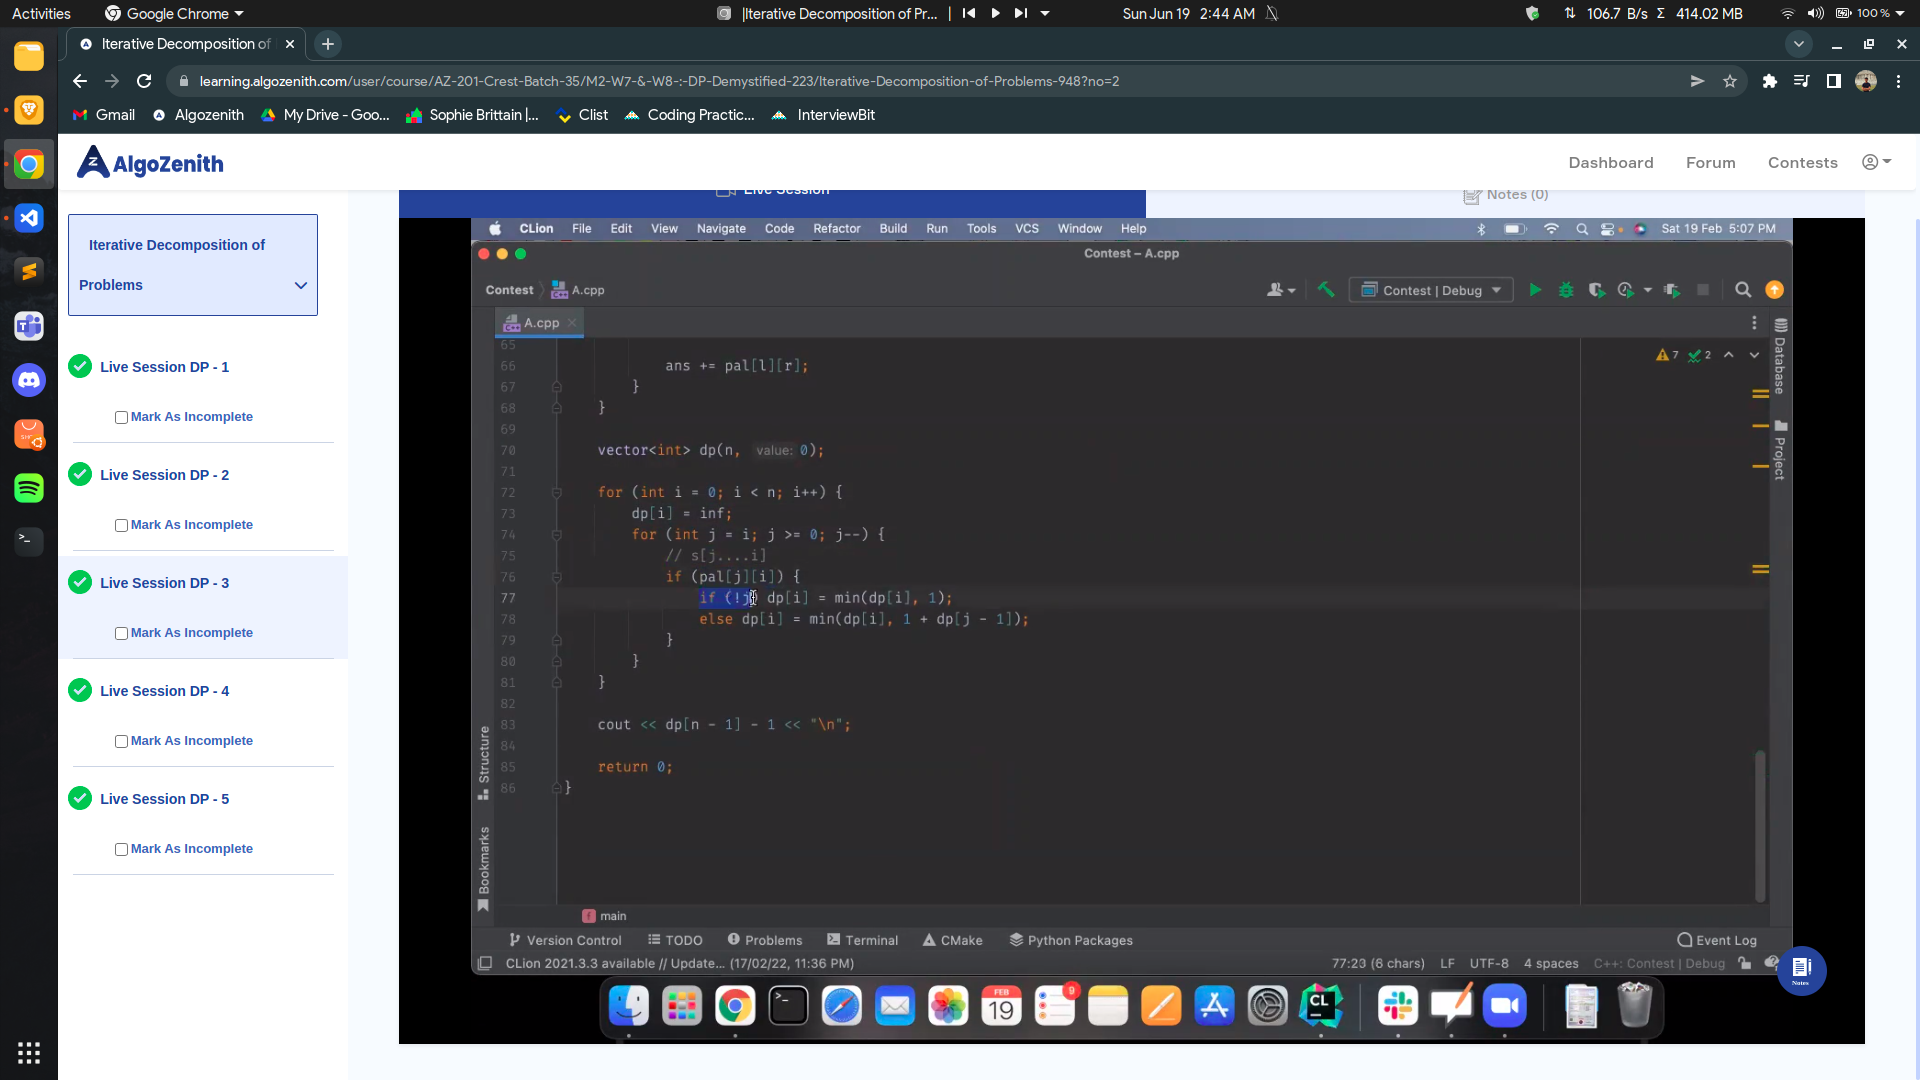 Activities
Google Chrome
|Iterative Decomposition of Pr...
Sun Jun 19 2:44 AM
106.7 B/s Σ 414.02 MB
100 %
Iterative Decomposition of
learning.algozenith.com/user/course/AZ-201-Crest-Batch-35/M2-W7-&-W8-:-DP-Demystified-223/Iterative-Decomposition-of-Problems-948?no=2
Gmail
Algozenith
My Drive - Goo...
Sophie Brittain |...
Clist
Coding Practic...
InterviewBit
AlgoZenith
Dashboard
Forum
Contests
Iterative Decomposition of
Problems
Live Session DP - 1
Mark As Incomplete
Live Session DP - 2
Mark As Incomplete
Live Session DP - 3
Mark As Incomplete
Live Session DP - 4
Mark As Incomplete
Live Session DP - 5
Mark As Incomplete
Live Session
Notes (0)
CLion File Edit View Navigate Code Refactor Build Run Tools VCS Window Help
Sat 19 Feb 5:07 PM
Contest – A.cpp
Contest
A.cpp
Contest | Debug
A.cpp
7
2
65
66 ans += pal[l][r];
67 }
68 }
69
70 vector<int> dp(n, value: 0);
71
72 for (int i = 0; i < n; i++) {
73 dp[i] = inf;
74 for (int j = i; j >= 0; j--) {
75 // s[j....i]
76 if (pal[j][i]) {
77 if (!j) dp[i] = min(dp[i], 1);
78 else dp[i] = min(dp[i], 1 + dp[j - 1]);
79 }
80 }
81 }
82
83 cout << dp[n - 1] - 1 << "\n";
84
85 return 0;
86 }
Database
Project
Structure
Bookmarks
f main
Version Control
TODO
Problems
Terminal
CMake
Python Packages
Event Log
CLion 2021.3.3 available // Update... (17/02/22, 11:36 PM)
77:23 (6 chars) LF UTF-8 4 spaces C++: Contest | Debug
Notes
FEB
19
9
CL